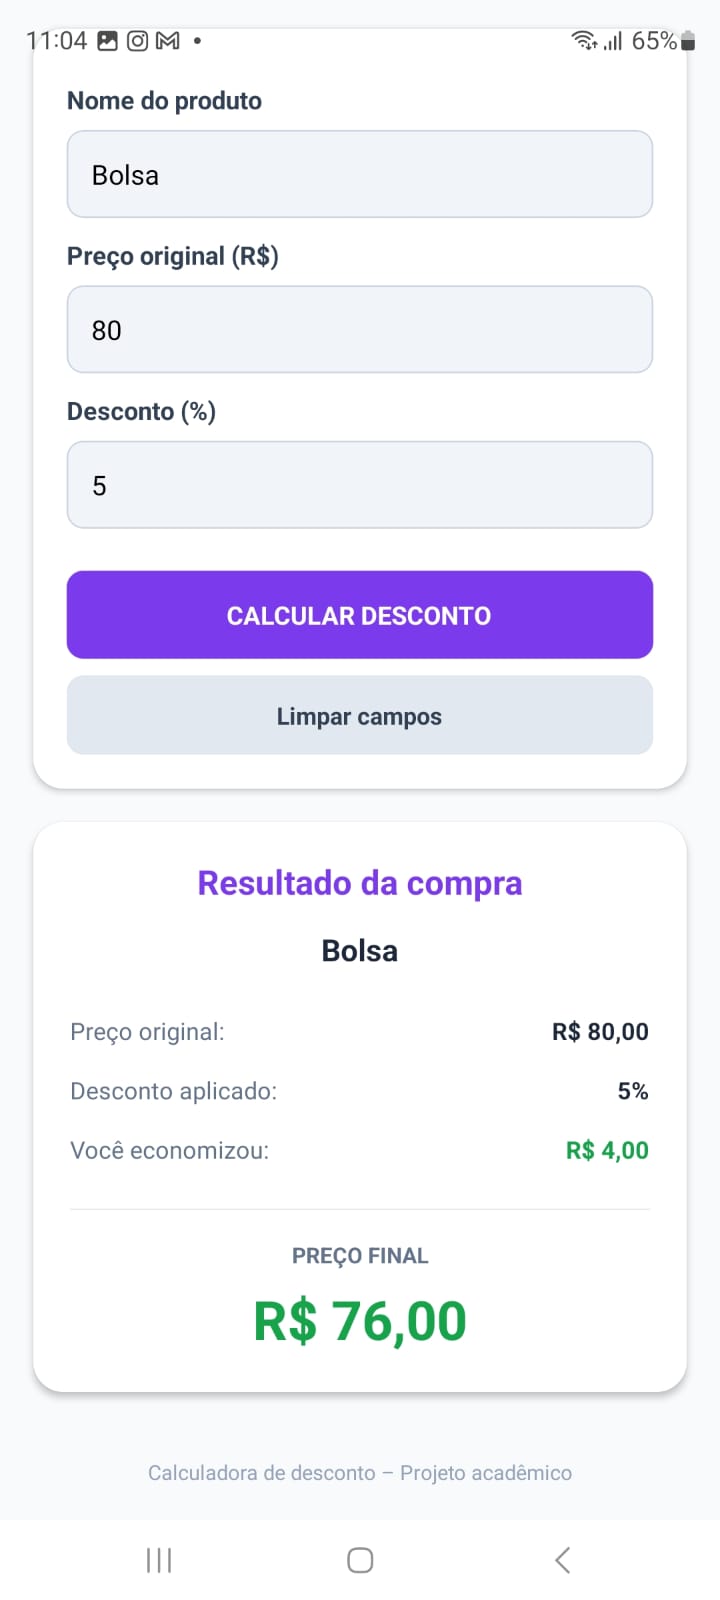 11:04
65%
Nome do produto
Bolsa
Preço original (R$)
80
Desconto (%)
5
CALCULAR DESCONTO
Limpar campos
Resultado da compra
Bolsa
Preço original: R$ 80,00
Desconto aplicado: 5%
Você economizou: R$ 4,00
PREÇO FINAL
R$ 76,00
Calculadora de desconto – Projeto acadêmico